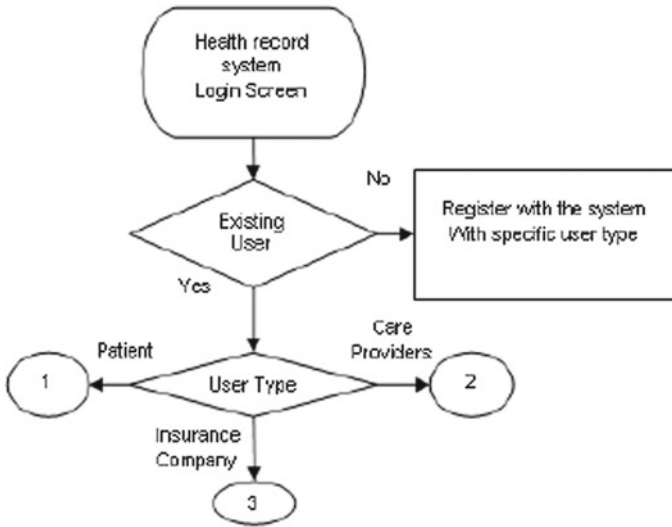 Health record
system
Login Screen
No
Register with the system
With specific user type
Existing
User
Yes
Care
Providers
Patient
1
User Type
2
Insurance
Company
3